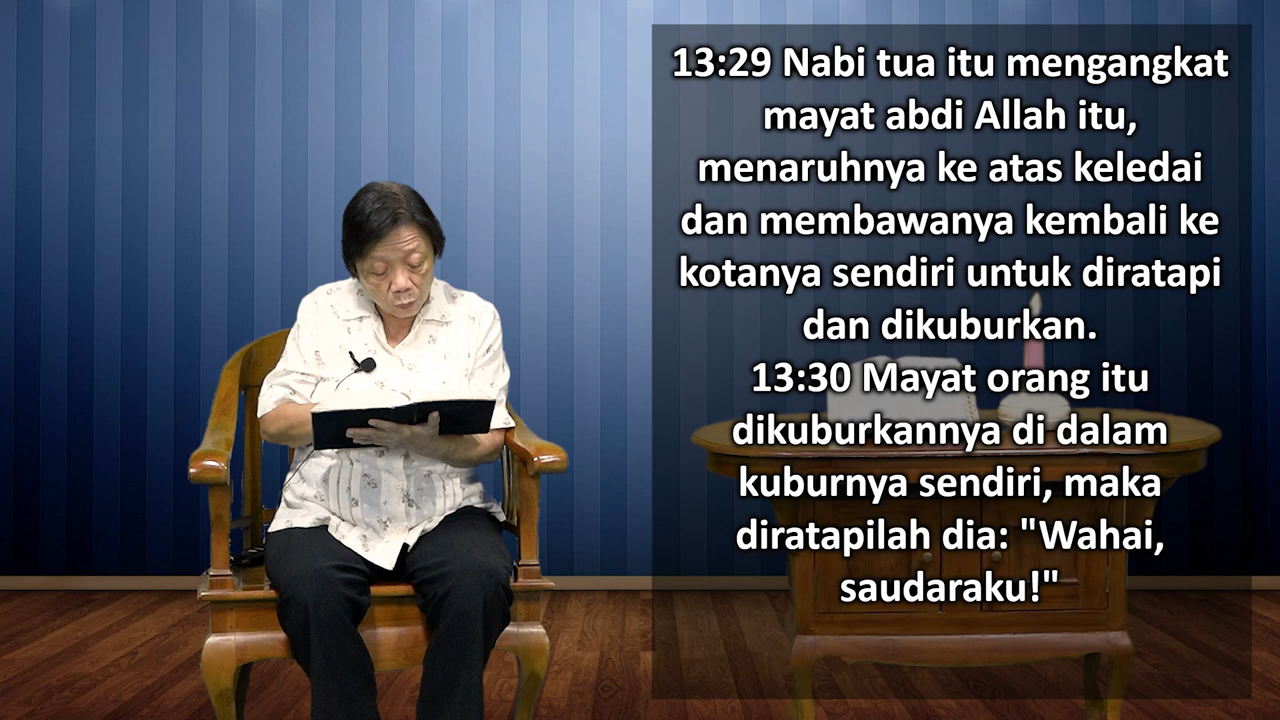 13:29 Nabi tua itu mengangkat
mayat abdi Allah itu,
menaruhnya ke atas keledai
dan membawanya kembali ke
kotanya sendiri untuk diratapi
dan dikuburkan.
13:30 Mayat orang itu
dikuburkannya di dalam
kuburnya sendiri, maka
diratapilah dia: "Wahai,
saudaraku!"